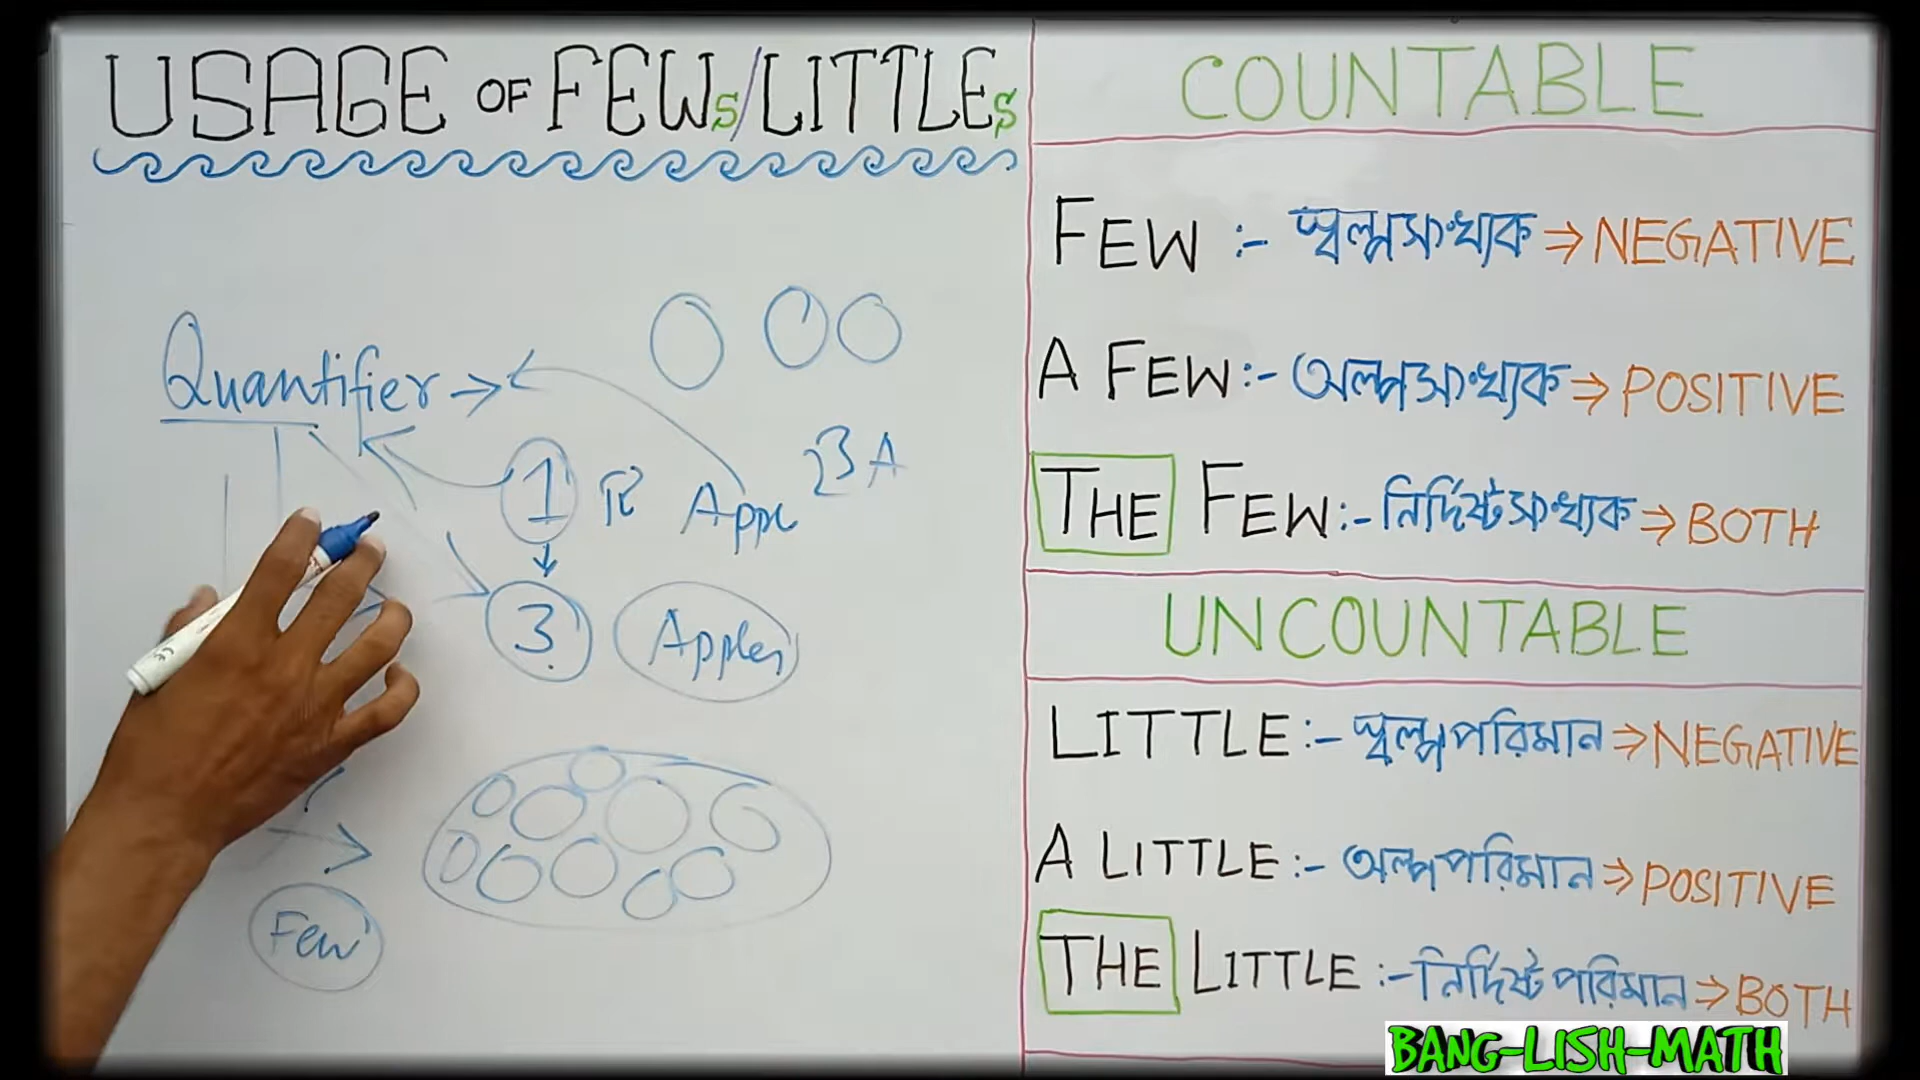 USAGE OF FEWs/LITTLEs
Quantifier →
1
3
Apples
Few
COUNTABLE
FEW :- স্বল্পসংখ্যক ⇒ NEGATIVE
A FEW :- অল্পসংখ্যক ⇒ POSITIVE
THE FEW :- নির্দিষ্টসংখ্যক ⇒ BOTH
UNCOUNTABLE
LITTLE :- স্বল্পপরিমান ⇒ NEGATIVE
A LITTLE :- অল্পপরিমান ⇒ POSITIVE
THE LITTLE :- নির্দিষ্টপরিমান ⇒ BOTH
BANG-LISH-MATH